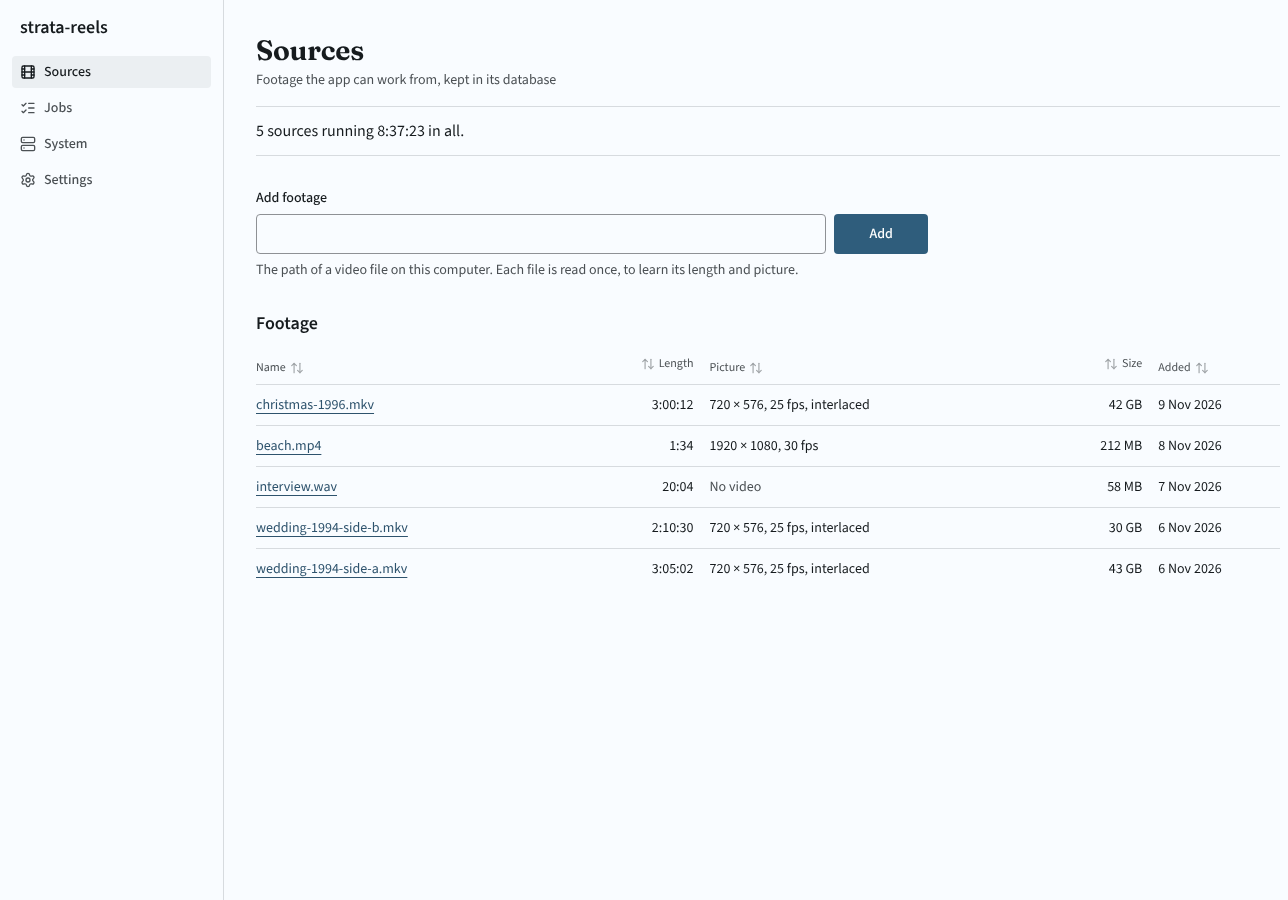 strata-reels
Sources
Jobs
System
Settings
Sources
Footage the app can work from, kept in its database
5 sources running 8:37:23 in all.
Add footage
Add
The path of a video file on this computer. Each file is read once, to learn its length and picture.
Footage
Name Length Picture Size Added
christmas-1996.mkv 3:00:12 720 × 576, 25 fps, interlaced 42 GB 9 Nov 2026
beach.mp4 1:34 1920 × 1080, 30 fps 212 MB 8 Nov 2026
interview.wav 20:04 No video 58 MB 7 Nov 2026
wedding-1994-side-b.mkv 2:10:30 720 × 576, 25 fps, interlaced 30 GB 6 Nov 2026
wedding-1994-side-a.mkv 3:05:02 720 × 576, 25 fps, interlaced 43 GB 6 Nov 2026